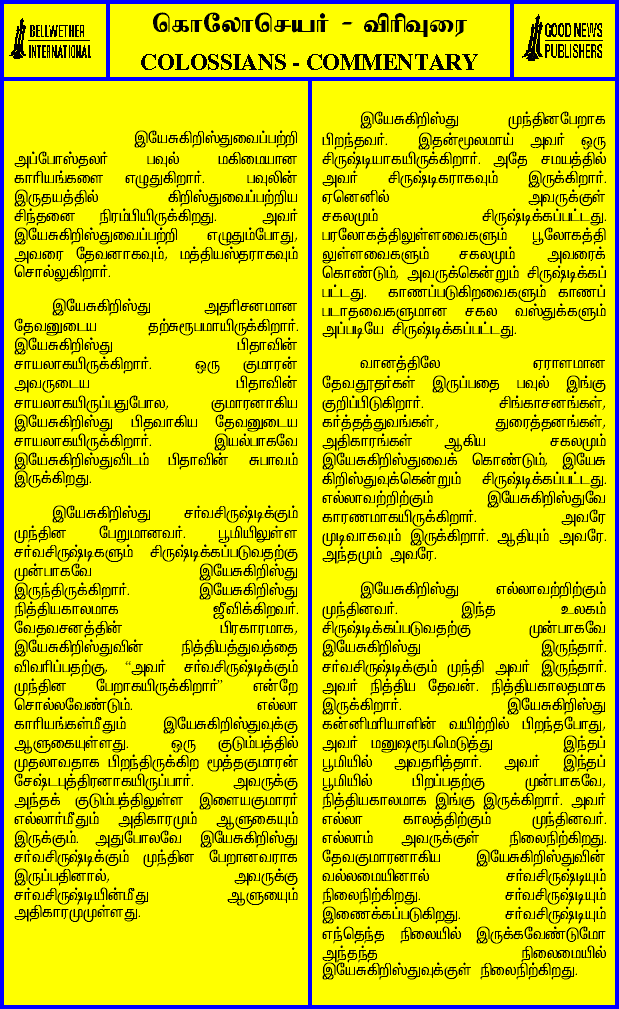 BELLWETHER
INTERNATIONAL
கொலோசெயர் - விரிவுரை
COLOSSIANS - COMMENTARY
GOOD NEWS
PUBLISHERS
இயேசுகிறிஸ்துவைப்பற்றி
அப்போஸ்தலர் பவுல் மகிமையான
காரியங்களை எழுதுகிறார். பவுலின்
இருதயத்தில் கிறிஸ்துவைப்பற்றிய
சிந்தனை நிரம்பியிருக்கிறது. அவர்
இயேசுகிறிஸ்துவைப்பற்றி எழுதும்போது,
அவரை தேவனாகவும், மத்தியஸ்தராகவும்
சொல்லுகிறார்.
இயேசுகிறிஸ்து அதரிசனமான
தேவனுடைய தற்சுரூபமாயிருக்கிறார்.
இயேசுகிறிஸ்து பிதாவின்
சாயலாகயிருக்கிறார். ஒரு குமாரன்
அவருடைய பிதாவின்
சாயலாகயிருப்பதுபோல, குமாரனாகிய
இயேசுகிறிஸ்து பிதவாகிய தேவனுடைய
சாயலாகயிருக்கிறார். இயல்பாகவே
இயேசுகிறிஸ்துவிடம் பிதாவின் சுபாவம்
இருக்கிறது.
இயேசுகிறிஸ்து சர்வசிருஷ்டிக்கும்
முந்தின பேறுமானவர். பூமியிலுள்ள
சர்வசிருஷ்டிகளும் சிருஷ்டிக்கப்படுவதற்கு
முன்பாகவே இயேசுகிறிஸ்து
இருந்திருக்கிறார். இயேசுகிறிஸ்து
நித்தியகாலமாக ஜீவிக்கிறவர்.
வேதவசனத்தின் பிரகாரமாக,
இயேசுகிறிஸ்துவின் நித்தியத்துவத்தை
விவரிப்பதற்கு, “அவர் சர்வசிருஷ்டிக்கும்
முந்தின பேறாகயிருக்கிறார்” என்றே
சொல்லவேண்டும். எல்லா
காரியங்கள்மீதும் இயேசுகிறிஸ்துவுக்கு
ஆளுகையுள்ளது. ஒரு குடும்பத்தில்
முதலாவதாக பிறந்திருக்கிற மூத்தகுமாரன்
சேஷ்டபுத்திரனாகயிருப்பார். அவருக்கு
அந்தக் குடும்பத்திலுள்ள இளையகுமாரர்
எல்லார்மீதும் அதிகாரமும் ஆளுகையும்
இருக்கும். அதுபோலவே இயேசுகிறிஸ்து
சர்வசிருஷ்டிக்கும் முந்தின பேறானவராக
இருப்பதினால், அவருக்கு
சர்வசிருஷ்டியின்மீது ஆளுயையும்
அதிகாரமுமுள்ளது.
இயேசுகிறிஸ்து முந்தினபேறாக
பிறந்தவர். இதன்மூலமாய் அவர் ஒரு
சிருஷ்டியாகயிருக்கிறார். அதே சமயத்தில்
அவர் சிருஷ்டிகராகவும் இருக்கிறார்.
ஏனெனில் அவருக்குள்
சகலமும் சிருஷ்டிக்கப்பட்டது.
பரலோகத்திலுள்ளவைகளும் பூலோகத்தி
லுள்ளவைகளும் சகலமும் அவரைக்
கொண்டும், அவருக்கென்றும் சிருஷ்டிக்கப்
பட்டது. காணப்படுகிறவைகளும் காணப்
படாதவைகளுமான சகல வஸ்துக்களும்
அப்படியே சிருஷ்டிக்கப்பட்டது.
வானத்திலே ஏராளமான
தேவதூதர்கள் இருப்பதை பவுல் இங்கு
குறிப்பிடுகிறார். சிங்காசனங்கள்,
கர்த்தத்துவங்கள், துரைத்தனங்கள்,
அதிகாரங்கள் ஆகிய சகலமும்
இயேசுகிறிஸ்துவைக் கொண்டும், இயேசு
கிறிஸ்துவுக்கென்றும் சிருஷ்டிக்கப்பட்டது.
எல்லாவற்றிற்கும் இயேசுகிறிஸ்துவே
காரணமாகயிருக்கிறார். அவரே
முடிவாகவும் இருக்கிறார். ஆதியும் அவரே.
அந்தமும் அவரே.
இயேசுகிறிஸ்து எல்லாவற்றிற்கும்
முந்தினவர். இந்த உலகம்
சிருஷ்டிக்கப்படுவதற்கு முன்பாகவே
இயேசுகிறிஸ்து இருந்தார்.
சர்வசிருஷ்டிக்கும் முந்தி அவர் இருந்தார்.
அவர் நித்திய தேவன். நித்தியகாலதமாக
இருக்கிறார். இயேசுகிறிஸ்து
கன்னிமரியாளின் வயிற்றில் பிறந்தபோது,
அவர் மனுஷரூபமெடுத்து இந்தப்
பூமியில் அவதரித்தார். அவர் இந்தப்
பூமியில் பிறப்பதற்கு முன்பாகவே,
நித்தியகாலமாக இங்கு இருக்கிறார். அவர்
எல்லா காலத்திற்கும் முந்தினவர்.
எல்லாம் அவருக்குள் நிலைநிற்கிறது.
தேவகுமாரனாகிய இயேசுகிறிஸ்துவின்
வல்லமையினால் சர்வசிருஷ்டியும்
நிலைநிற்கிறது. சர்வசிருஷ்டியும்
இணைக்கப்படுகிறது. சர்வசிருஷ்டியும்
எந்தெந்த நிலையில் இருக்கவேண்டுமோ
அந்தந்த நிலைமையில்
இயேசுகிறிஸ்துவுக்குள் நிலைநிற்கிறது.